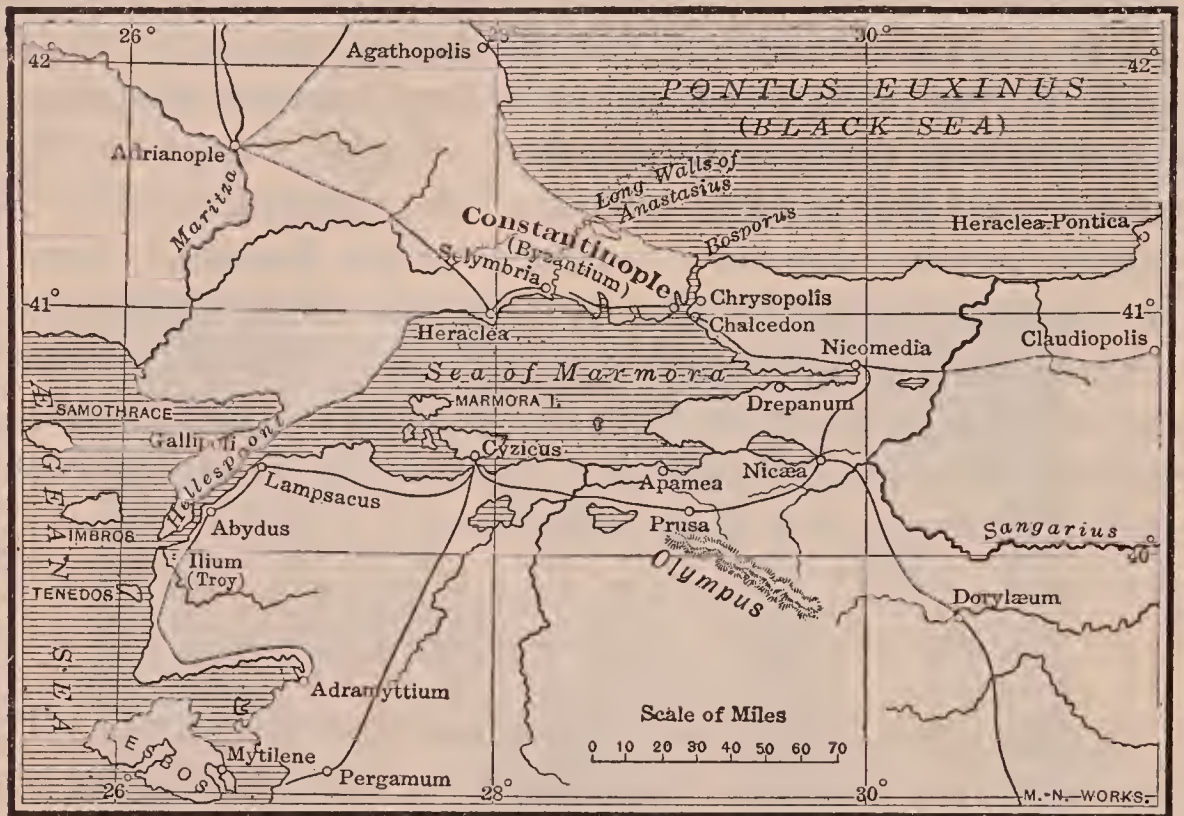 26°
28
30°
42
Agathopolis
42°
PONTUS EUXINUS
(BLACK SEA)
Adrianople
Maritza
Long Walls of
Anastasius
Bosporus
Heraclea Pontica
Constantinople
(Byzantium)
Selymbria
41°
Chrysopolis
41°
Heraclea
Chalcedon
Nicomedia
Claudiopolis
Sea of Marmora
ÆGEAN SEA
SAMOTHRACE
MARMORA I.
Drepanum
Gallipoli
Hellespont
Cyzicus
Lampsacus
Apamea
Nicæa
IMBROS
Abydus
Prusa
Sangarius
Ilium
(Troy)
Olympus
40°
TENEDOS
Dorylæum
Adramyttium
Scale of Miles
0 10 20 30 40 50 60 70
LESBOS
Mytilene
Pergamum
26°
28°
30
M.-N. WORKS.